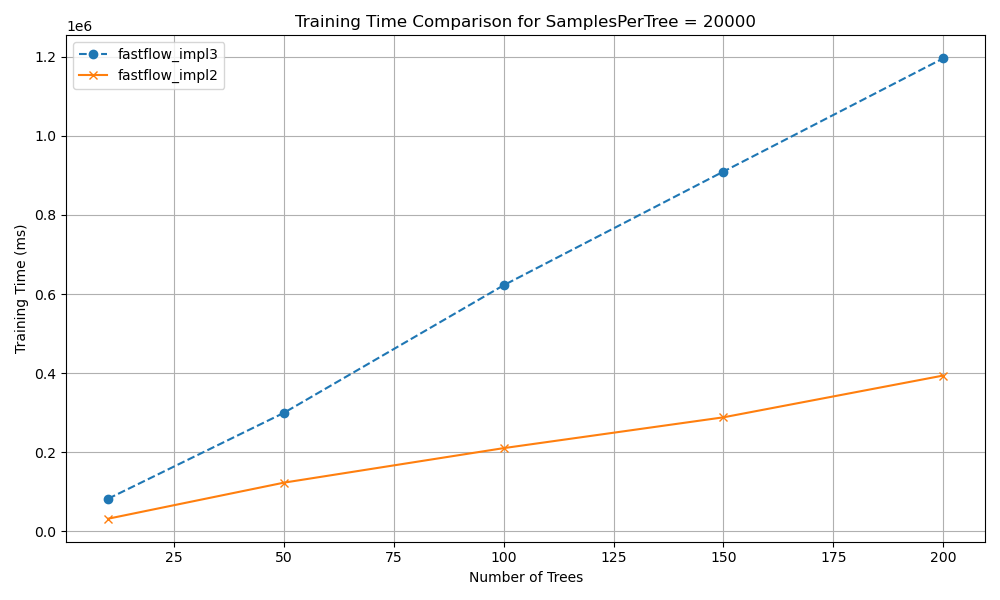 Training Time Comparison for SamplesPerTree = 20000
1e6
fastflow_impl3
fastflow_impl2
1.2
1.0
0.8
0.6
0.4
0.2
0.0
Training Time (ms)
25 50 75 100 125 150 175 200
Number of Trees